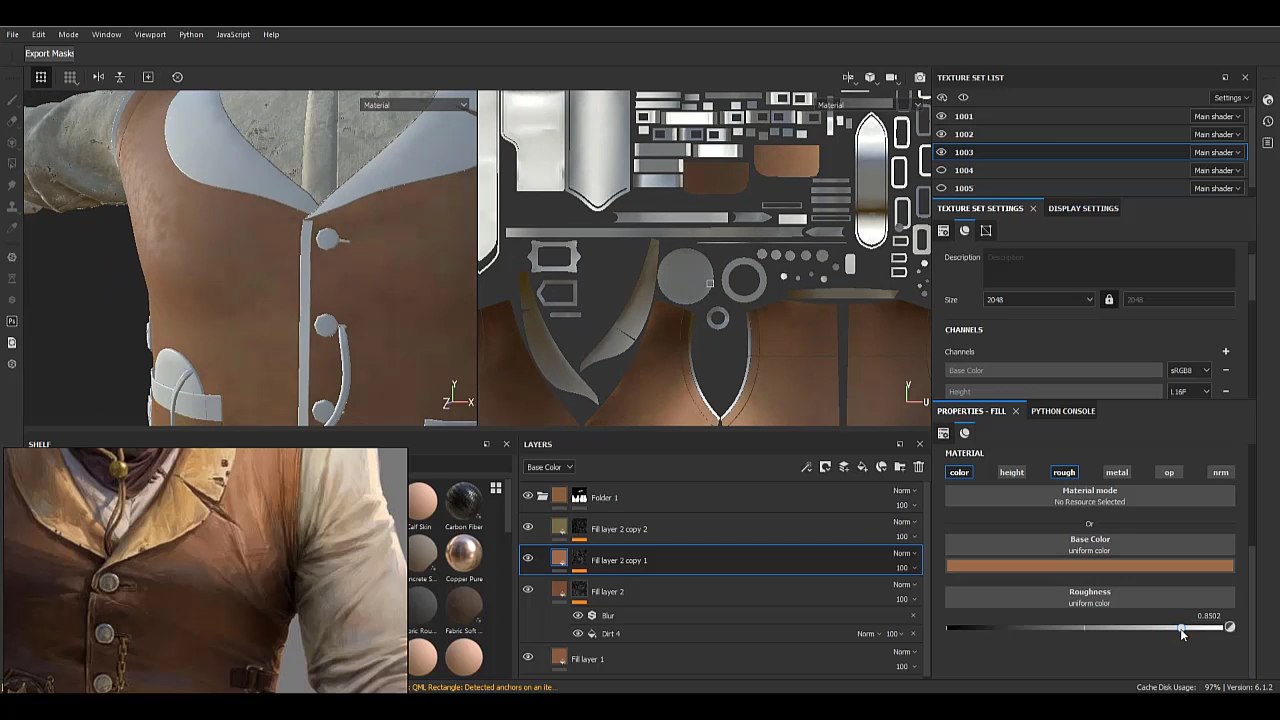 File Edit Mode Window Viewport Python JavaScript Help
Export Masks
Material
Material
TEXTURE SET LIST
Settings
1001 Main shader
1002 Main shader
1003 Main shader
1004 Main shader
1005 Main shader
TEXTURE SET SETTINGS
DISPLAY SETTINGS
Description Description
Size 2048 2048
CHANNELS
Channels
Base Color sRGB8
Height L16F
Y
Z X
Y
U
PROPERTIES - FILL
PYTHON CONSOLE
MATERIAL
color height rough metal op nrm
Material mode
No Resource Selected
Or
Base Color
uniform color
Roughness
uniform color
0.8502
SHELF
Calf Skin Carbon Fiber
Copper Pure
Fabric Soft
LAYERS
Base Color
Folder 1 Norm 100
Fill layer 2 copy 2 Norm 100
Fill layer 2 copy 1 Norm 100
Fill layer 2 Norm 100
Blur
Dirt 4 Norm 100
Fill layer 1 Norm 100
QML Rectangle: Detected anchors on an ite...
Cache Disk Usage: 97% | Version: 6.1.2